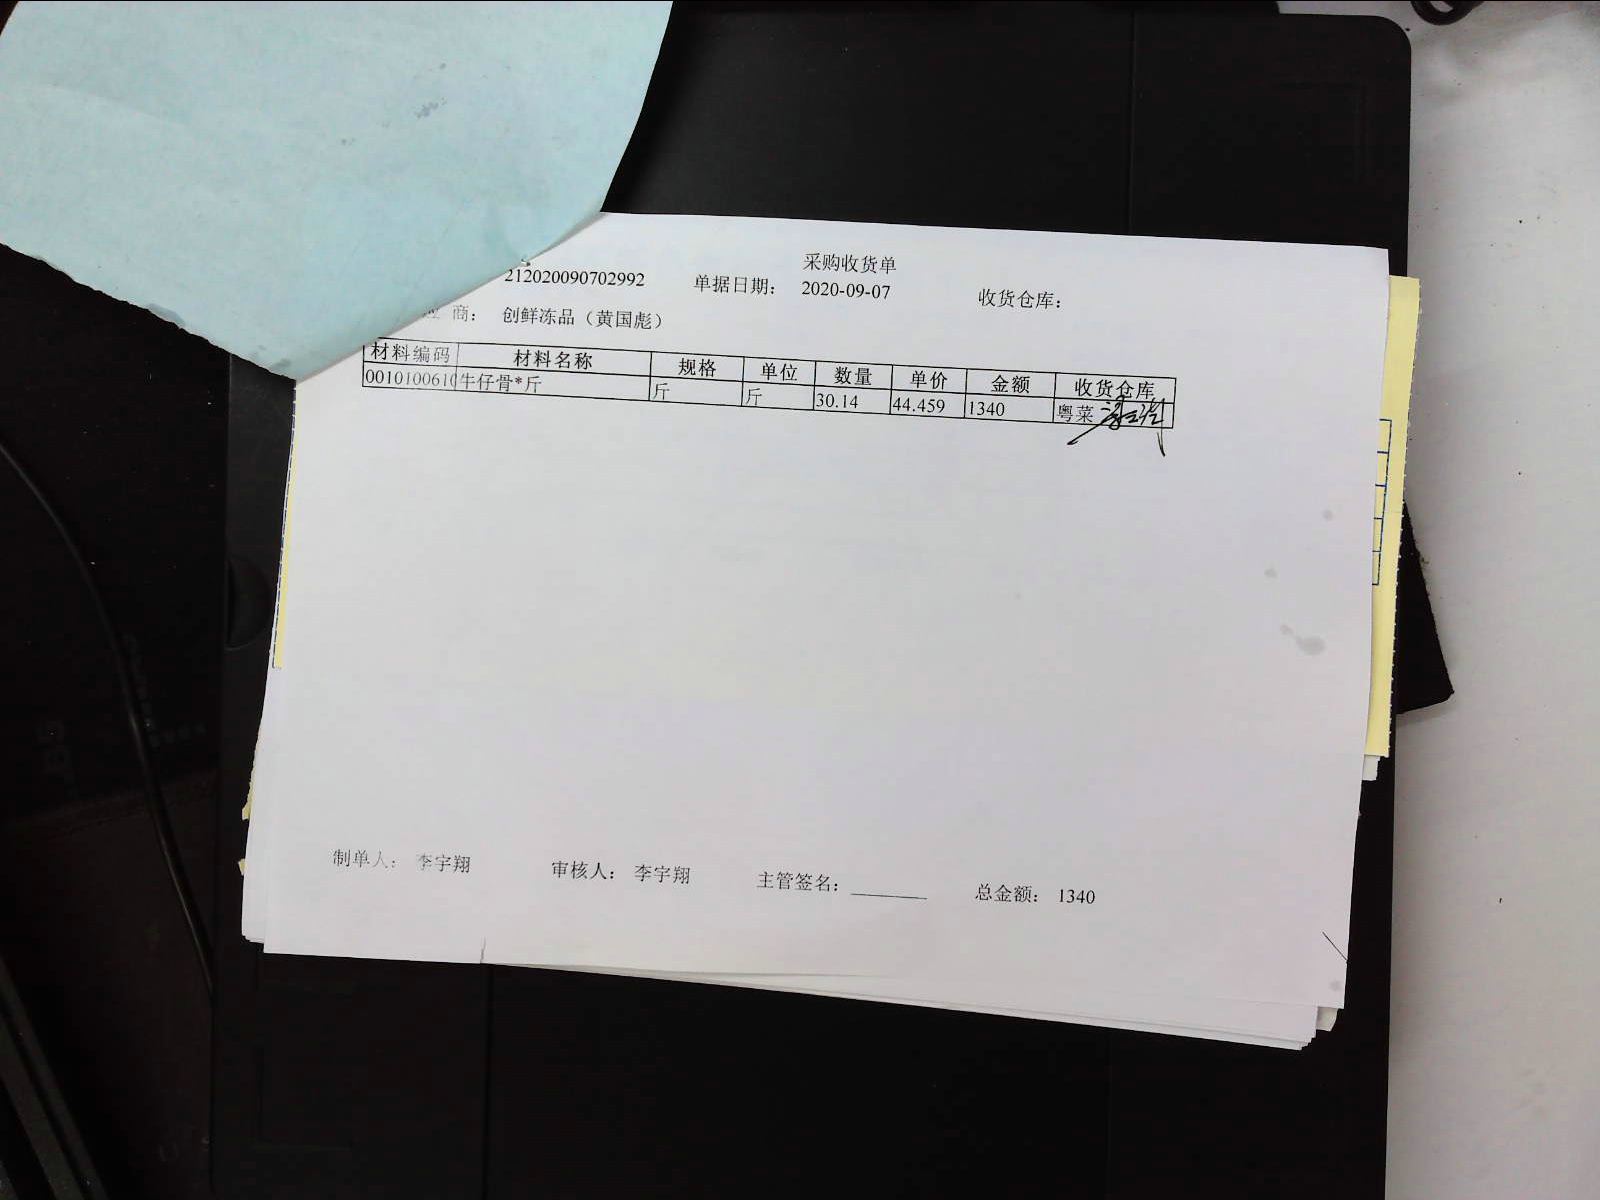 采购收货单
212020090702992 单据日期： 2020-09-07 收货仓库：
应 商： 创鲜冻品（黄国彪）
材料编码 材料名称 规格 单位 数量 单价 金额 收货仓库
0010100610 牛仔骨*斤 斤 斤 30.14 44.459 1340 粤菜
制单人： 李宇翔 审核人： 李宇翔 主管签名：________ 总金额： 1340